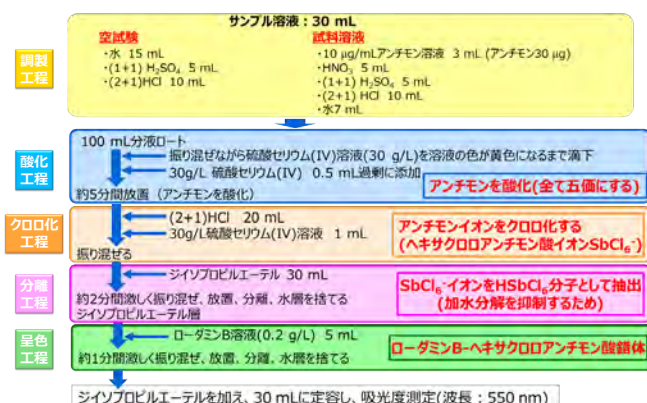 サンプル溶液：30 mL
空試験
・水 15 mL
・(1+1) H₂SO₄ 5 mL
・(2+1)HCl 10 mL
試料溶液
・10 μg/mLアンチモン溶液 3 mL (アンチモン30 μg)
・HNO₃ 5 mL
・(1+1) H₂SO₄ 5 mL
・(2+1) HCl 10 mL
・水7 mL
調製
工程
酸化
工程
100 mL分液ロート
振り混ぜながら硫酸セリウム(IV)溶液(30 g/L)を溶液の色が黄色になるまで滴下
30g/L 硫酸セリウム(IV) 0.5 mL過剰に添加
約5分間放置（アンチモンを酸化）
アンチモンを酸化(全て五価にする)
クロロ化
工程
(2+1)HCl 20 mL
30g/L硫酸セリウム(IV)溶液 1 mL
振り混ぜる
アンチモンイオンをクロロ化する
(ヘキサクロロアンチモン酸イオンSbCl₆⁻)
分離
工程
ジイソプロピルエーテル 30 mL
約2分間激しく振り混ぜ、放置、分離、水層を捨てる
ジイソプロピルエーテル層
SbCl₆⁻イオンをHSbCl₆分子として抽出
(加水分解を抑制するため)
呈色
工程
ローダミンB溶液(0.2 g/L) 5 mL
約1分間激しく振り混ぜ、放置、分離、水層を捨てる
ローダミンB-ヘキサクロロアンチモン酸錯体
ジイソプロピルエーテルを加え、30 mLに定容し、吸光度測定(波長：550 nm)